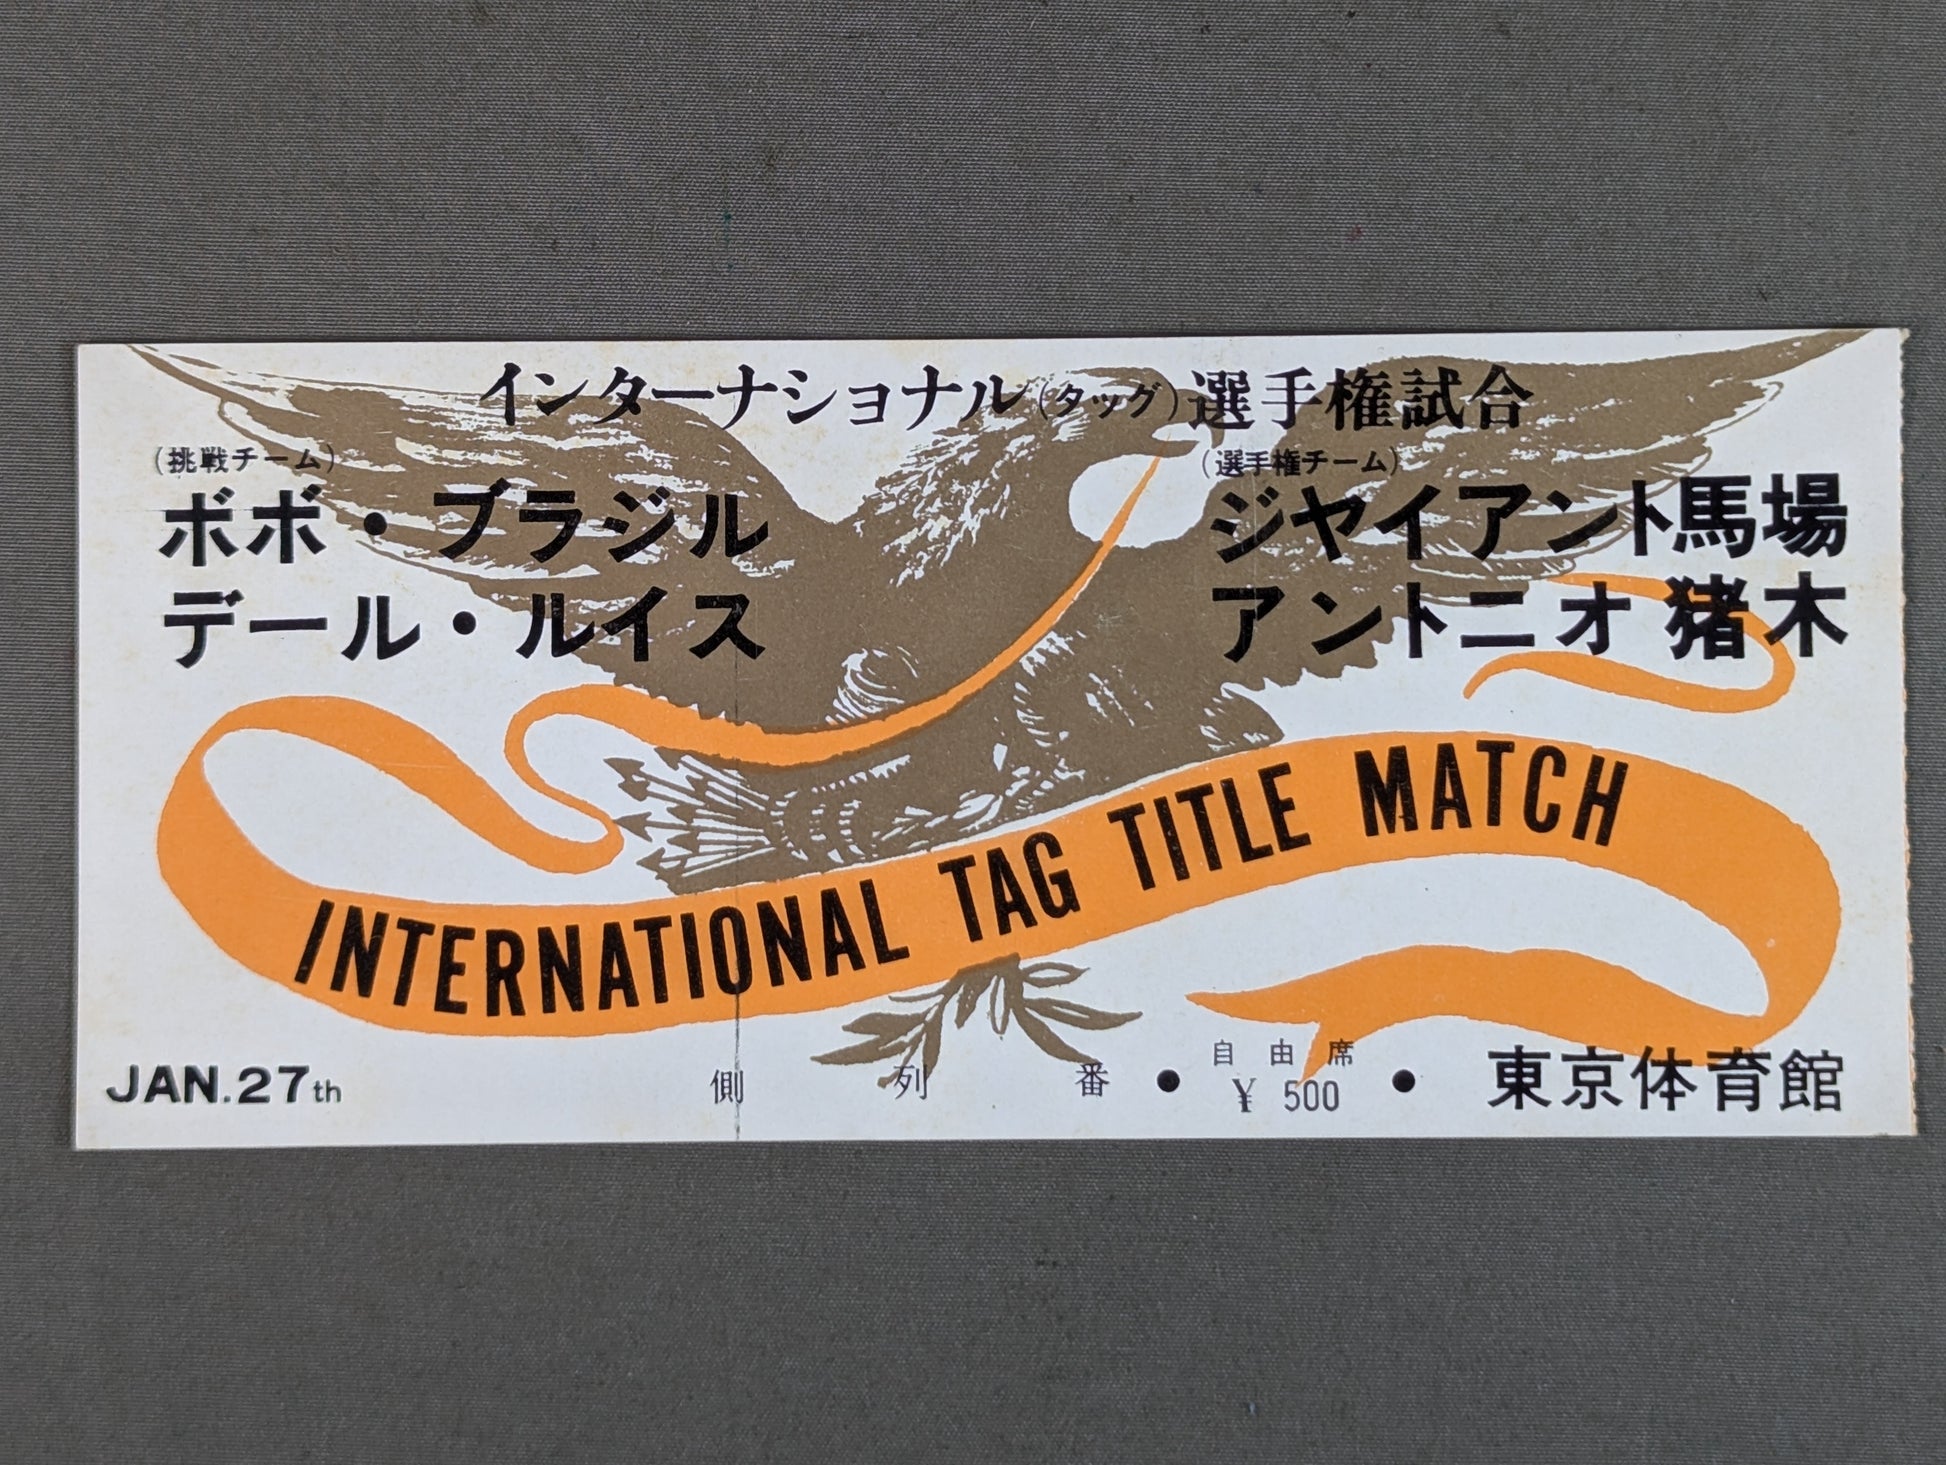 インターナショナル(タッグ)選手権試合
(挑戦チーム)
ボボ・ブラジル
デール・ルイス
(選手権チーム)
ジヤイアント馬場
アントニオ猪木
INTERNATIONAL TAG TITLE MATCH
JAN.27th
側 列 番 ● 自由席 ¥500 ● 東京体育館